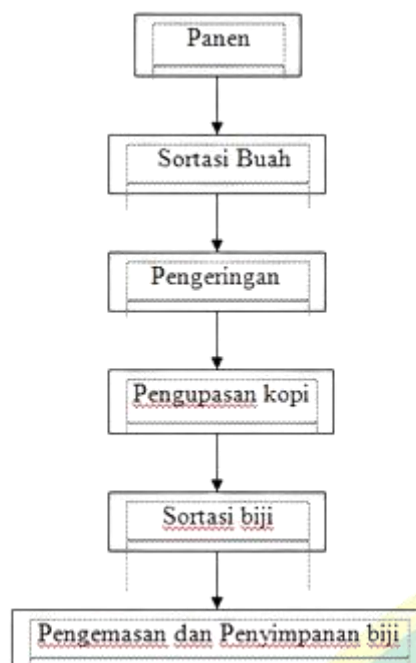 Panen
Sortasi Buah
Pengeringan
Pengupasan kopi
Sortasi biji
Pengemasan dan Penyimpanan biji